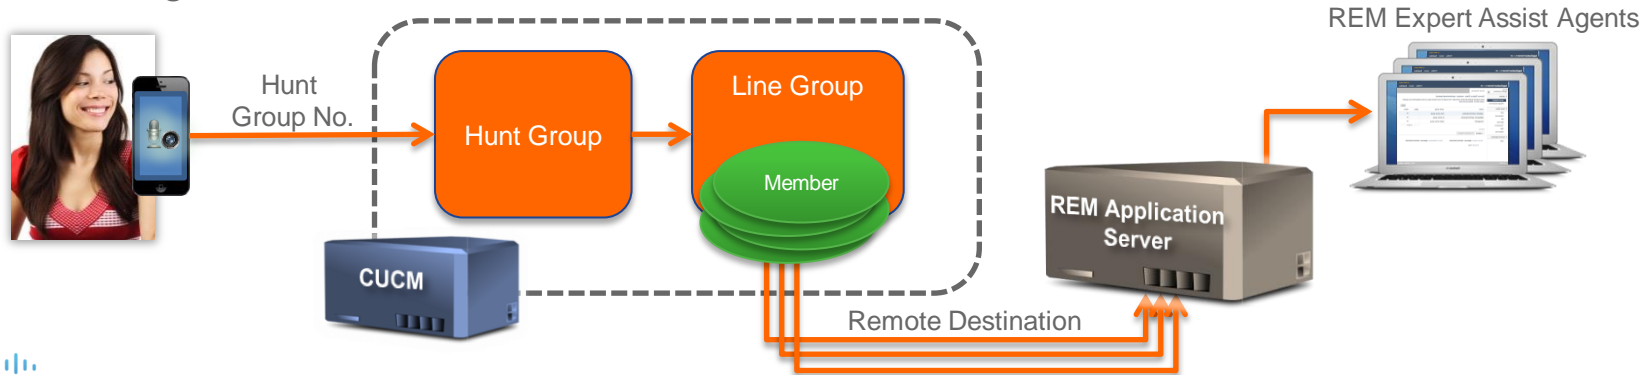 REM Expert Assist Agents
Hunt
Group No.
Hunt Group
Line Group
Member
REM Application
Server
CUCM
Remote Destination